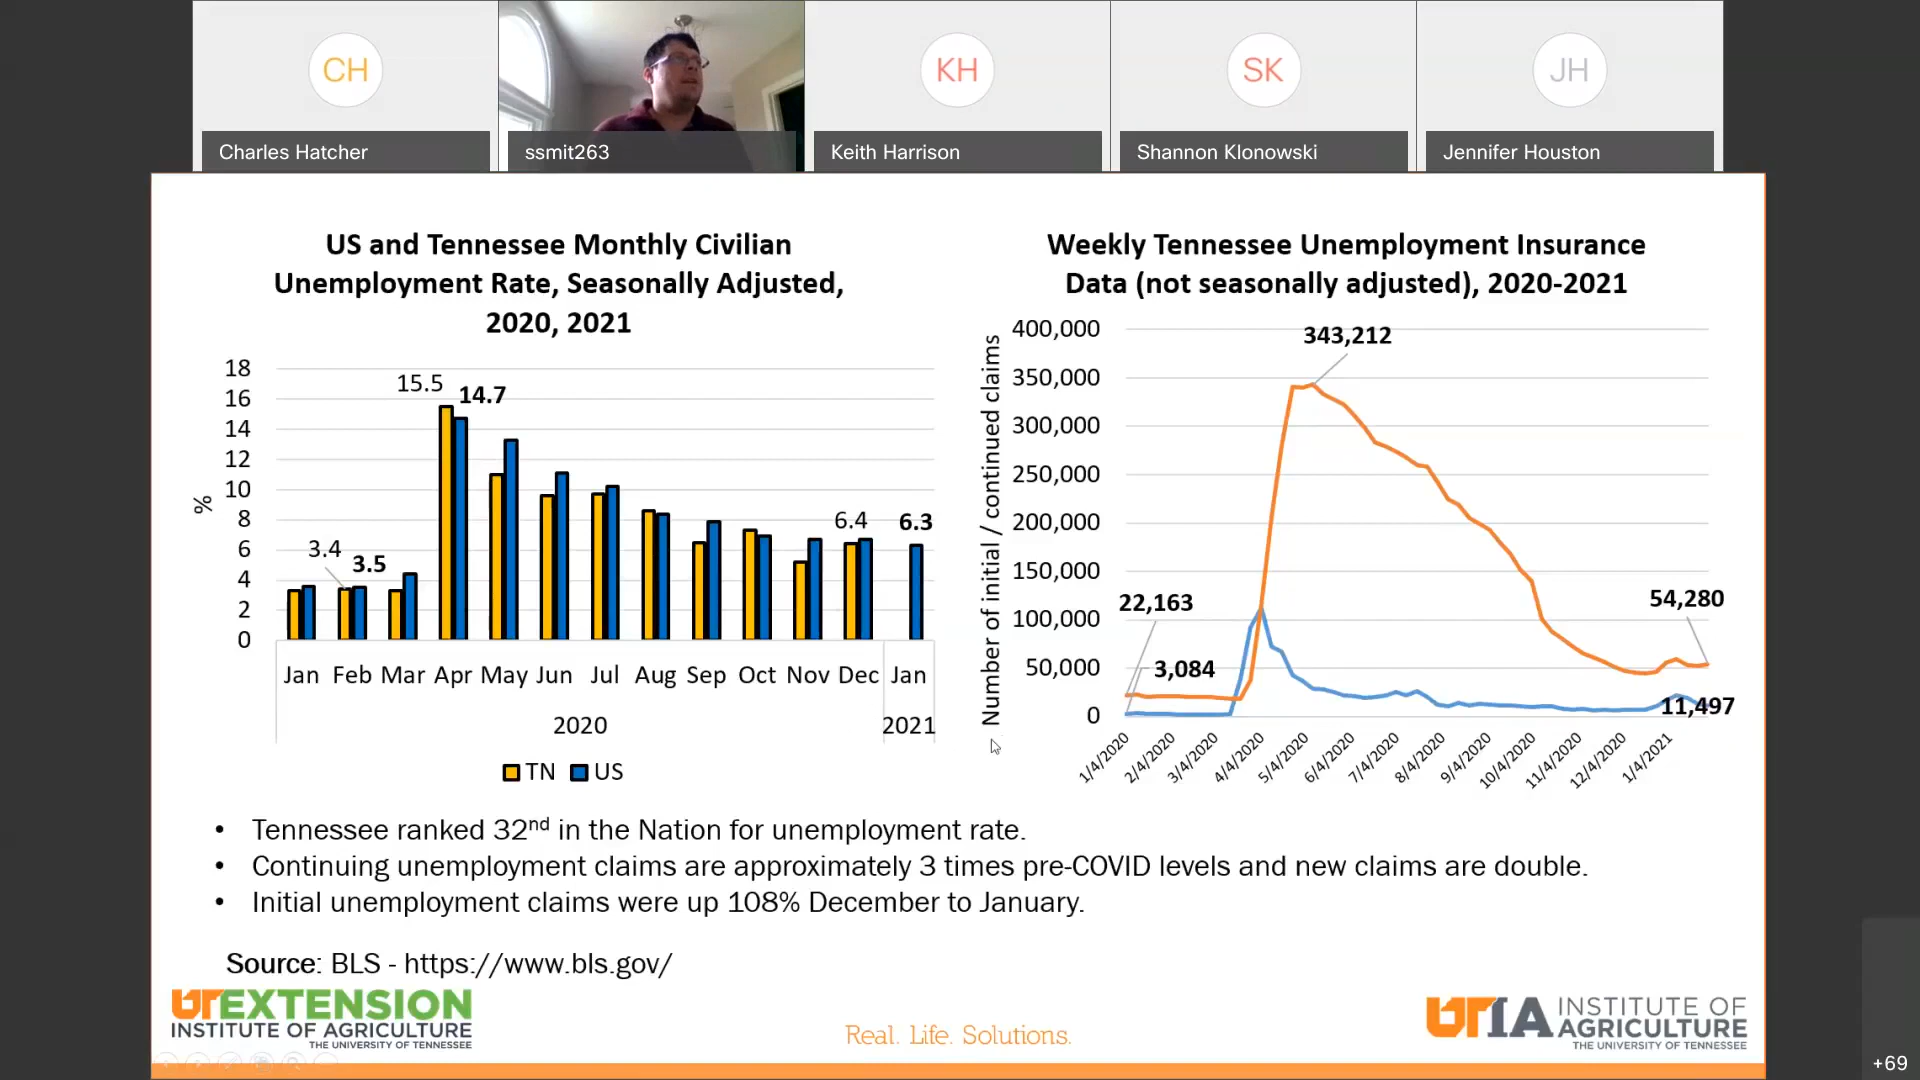 CH
KH
SK
JH
Charles Hatcher
ssmit263
Keith Harrison
Shannon Klonowski
Jennifer Houston
US and Tennessee Monthly Civilian
Unemployment Rate, Seasonally Adjusted,
2020, 2021
18
16
14
12
10
8
6
4
2
0
%
3.4
3.5
15.5
14.7
6.4
6.3
Jan Feb Mar Apr May Jun Jul Aug Sep Oct Nov Dec Jan
2020
2021
TN US
Weekly Tennessee Unemployment Insurance
Data (not seasonally adjusted), 2020-2021
Number of initial / continued claims
400,000
350,000
300,000
250,000
200,000
150,000
100,000
50,000
0
343,212
22,163
3,084
54,280
11,497
1/4/2020 2/4/2020 3/4/2020 4/4/2020 5/4/2020 6/4/2020 7/4/2020 8/4/2020 9/4/2020 10/4/2020 11/4/2020 12/4/2020 1/4/2021
• Tennessee ranked 32nd in the Nation for unemployment rate.
• Continuing unemployment claims are approximately 3 times pre-COVID levels and new claims are double.
• Initial unemployment claims were up 108% December to January.
Source: BLS - https://www.bls.gov/
UTEXTENSION
INSTITUTE OF AGRICULTURE
THE UNIVERSITY OF TENNESSEE
Real. Life. Solutions.
UTIA INSTITUTE OF
AGRICULTURE
THE UNIVERSITY OF TENNESSEE
+69